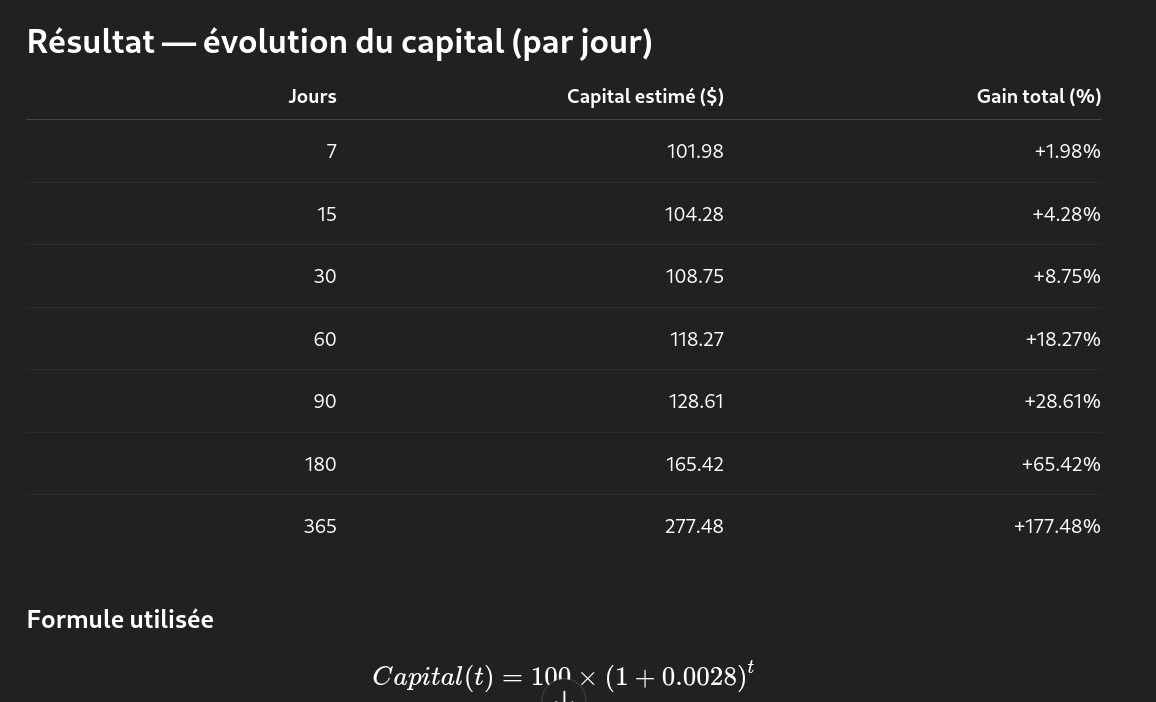 Résultat — évolution du capital (par jour)
Jours Capital estimé ($) Gain total (%)
7 101.98 +1.98%
15 104.28 +4.28%
30 108.75 +8.75%
60 118.27 +18.27%
90 128.61 +28.61%
180 165.42 +65.42%
365 277.48 +177.48%
Formule utilisée
Capital(t) = 100 × (1 + 0.0028)^t